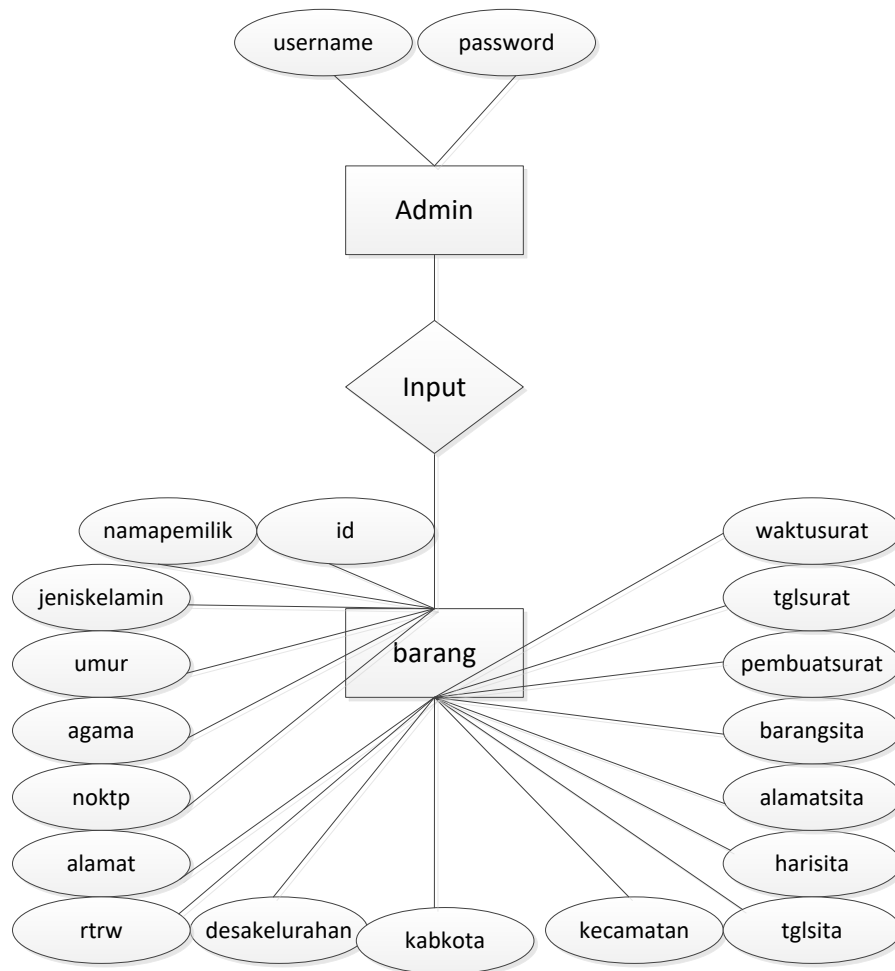 username
password
Admin
Input
namapemilik
id
waktusurat
jeniskelamin
tglsurat
umur
barang
pembuatsurat
agama
barangsita
noktp
alamatsita
alamat
harisita
rtrw
desakelurahan
kabkota
kecamatan
tglsita